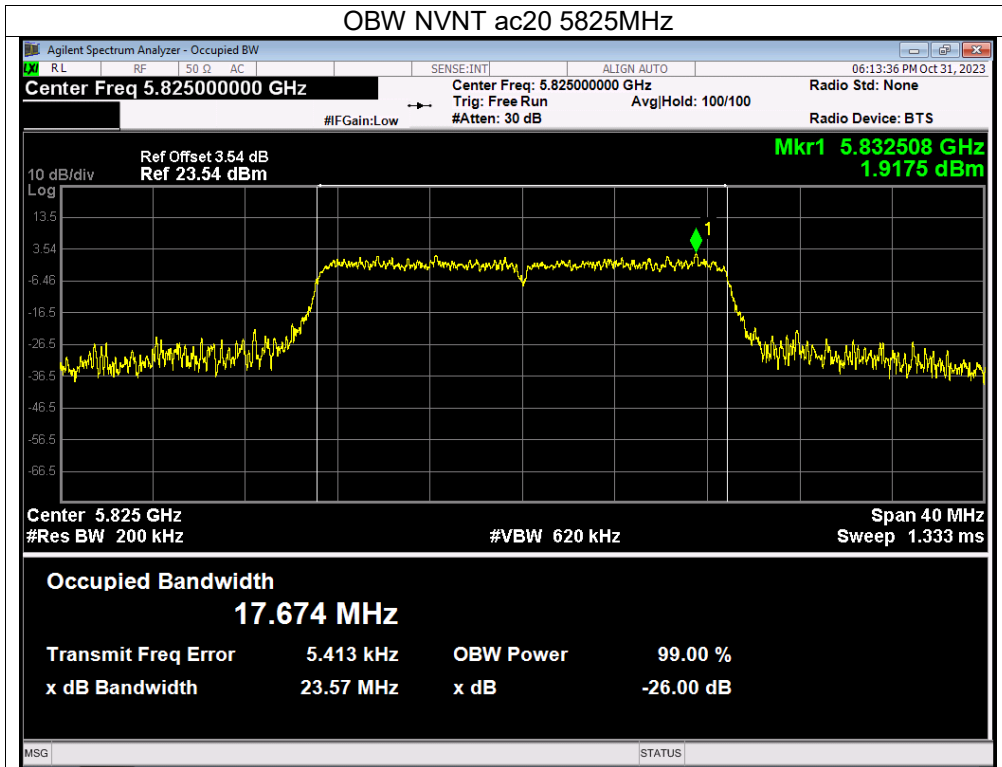 OBW NVNT ac20 5825MHz
Agilent Spectrum Analyzer - Occupied BW
LXI RL RF 50 Ω AC SENSE:INT ALIGN AUTO 06:13:36 PM Oct 31, 2023
Center Freq 5.825000000 GHz Center Freq: 5.825000000 GHz Radio Std: None
Trig: Free Run Avg|Hold: 100/100
#IFGain:Low #Atten: 30 dB Radio Device: BTS
Mkr1 5.832508 GHz
1.9175 dBm
Ref Offset 3.54 dB
10 dB/div Ref 23.54 dBm
Log
13.5
1
3.54
-6.46
-16.5
-26.5
-36.5
-46.5
-56.5
-66.5
Center 5.825 GHz Span 40 MHz
#Res BW 200 kHz #VBW 620 kHz Sweep 1.333 ms
Occupied Bandwidth
17.674 MHz
Transmit Freq Error 5.413 kHz OBW Power 99.00 %
x dB Bandwidth 23.57 MHz x dB -26.00 dB
MSG STATUS